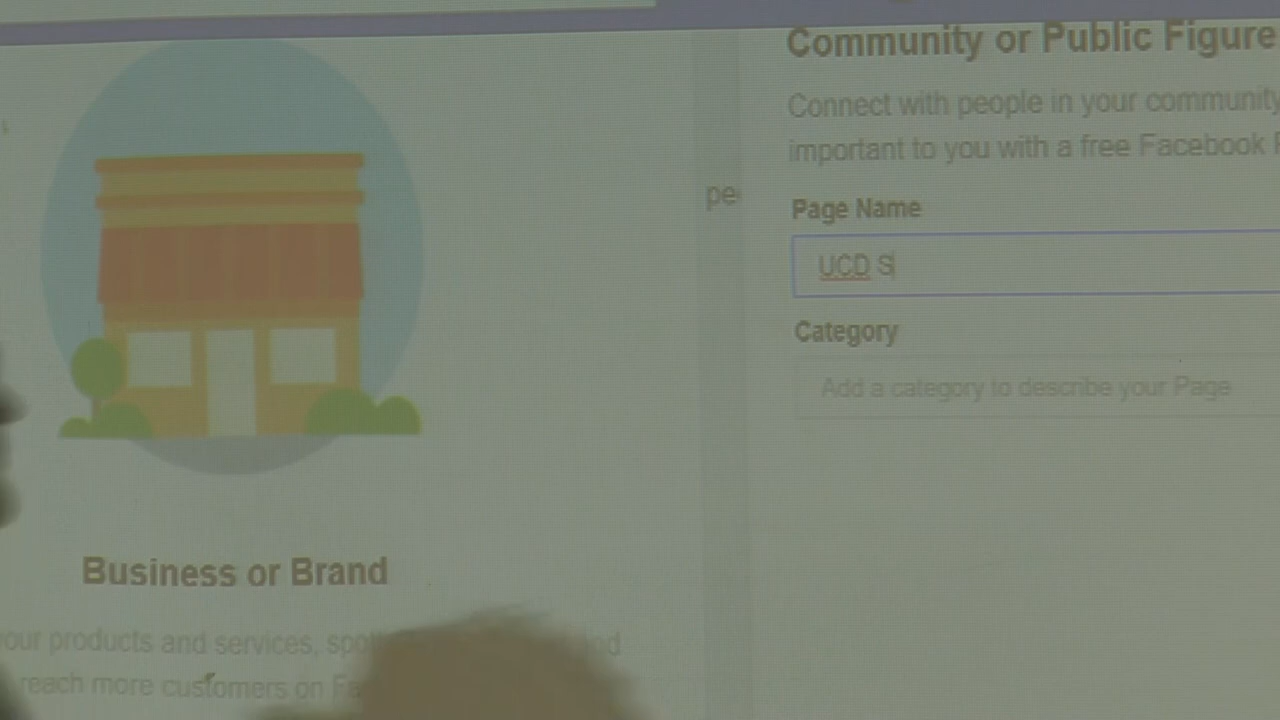 Community or Public Figure
Connect with people in your community
important to you with a free Facebook
pe
Page Name
UCD S
Category
Add a category to describe your Page
Business or Brand
your products and services,
reach more customers on